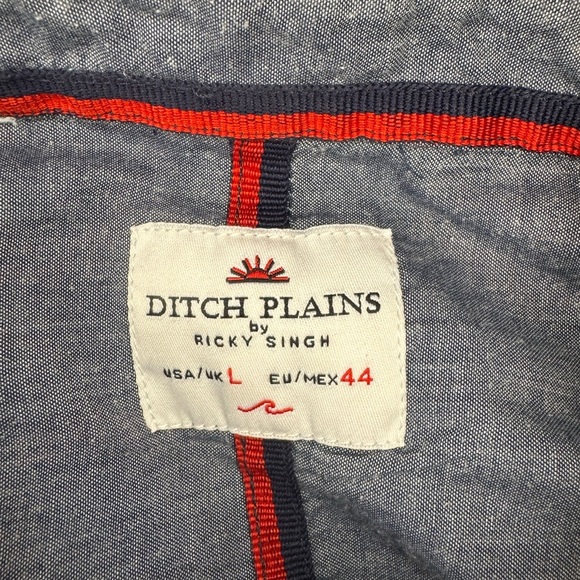 DITCH PLAINS
by
RICKY SINGH
USA/UK L EU/MEX 44